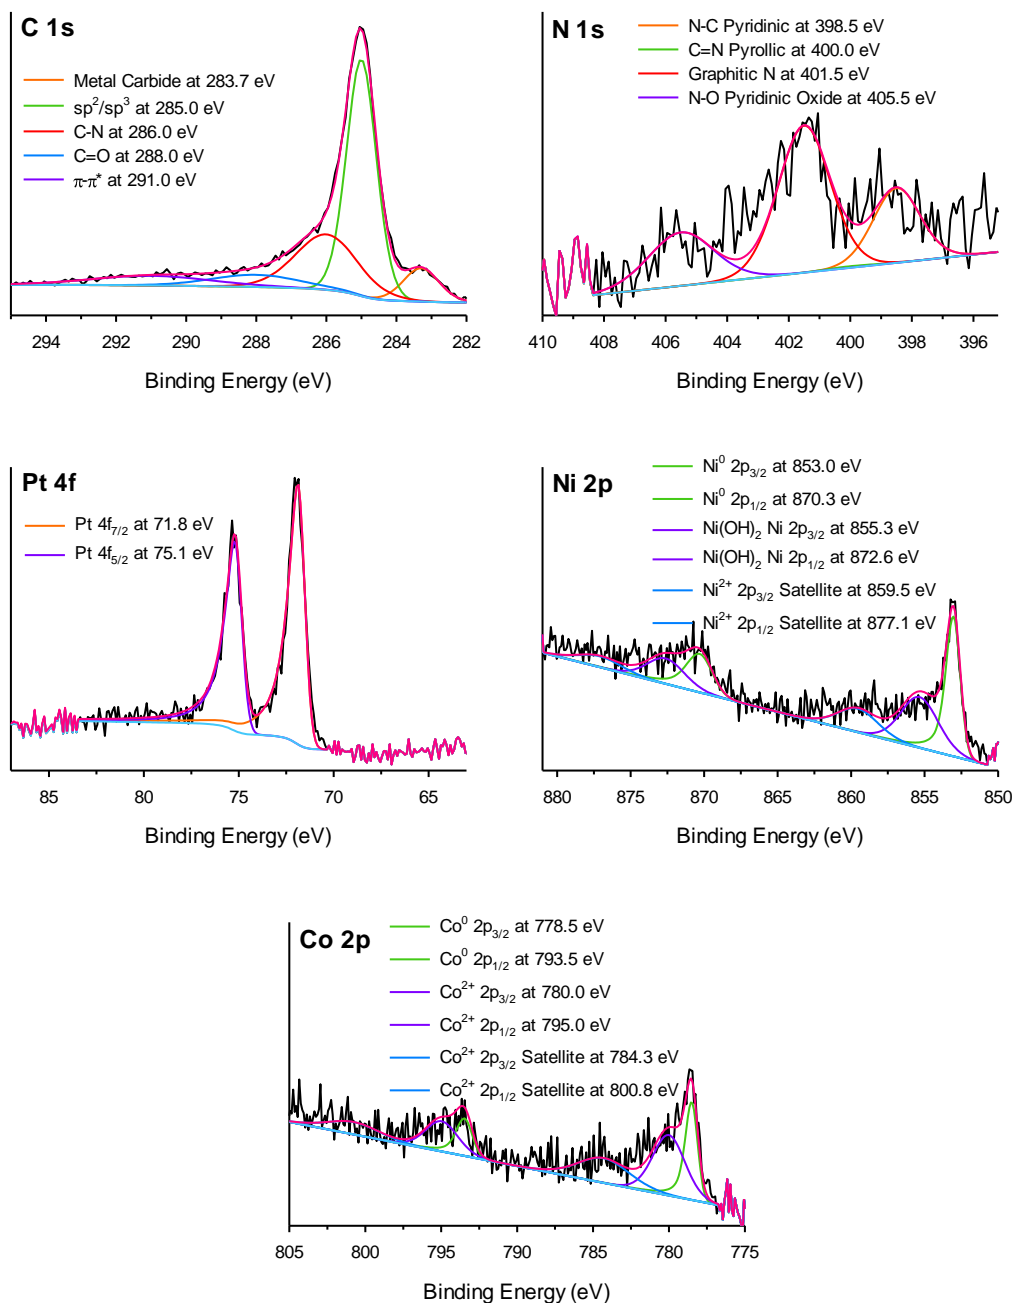 C 1s
Metal Carbide at 283.7 eV
sp²/sp³ at 285.0 eV
C-N at 286.0 eV
C=O at 288.0 eV
π-π* at 291.0 eV
294 292 290 288 286 284 282
Binding Energy (eV)
N 1s
N-C Pyridinic at 398.5 eV
C=N Pyrollic at 400.0 eV
Graphitic N at 401.5 eV
N-O Pyridinic Oxide at 405.5 eV
410 408 406 404 402 400 398 396
Binding Energy (eV)
Pt 4f
Pt 4f7/2 at 71.8 eV
Pt 4f5/2 at 75.1 eV
85 80 75 70 65
Binding Energy (eV)
Ni 2p
Ni⁰ 2p3/2 at 853.0 eV
Ni⁰ 2p1/2 at 870.3 eV
Ni(OH)2 Ni 2p3/2 at 855.3 eV
Ni(OH)2 Ni 2p1/2 at 872.6 eV
Ni²⁺ 2p3/2 Satellite at 859.5 eV
Ni²⁺ 2p1/2 Satellite at 877.1 eV
880 875 870 865 860 855 850
Binding Energy (eV)
Co 2p
Co⁰ 2p3/2 at 778.5 eV
Co⁰ 2p1/2 at 793.5 eV
Co²⁺ 2p3/2 at 780.0 eV
Co²⁺ 2p1/2 at 795.0 eV
Co²⁺ 2p3/2 Satellite at 784.3 eV
Co²⁺ 2p1/2 Satellite at 800.8 eV
805 800 795 790 785 780 775
Binding Energy (eV)